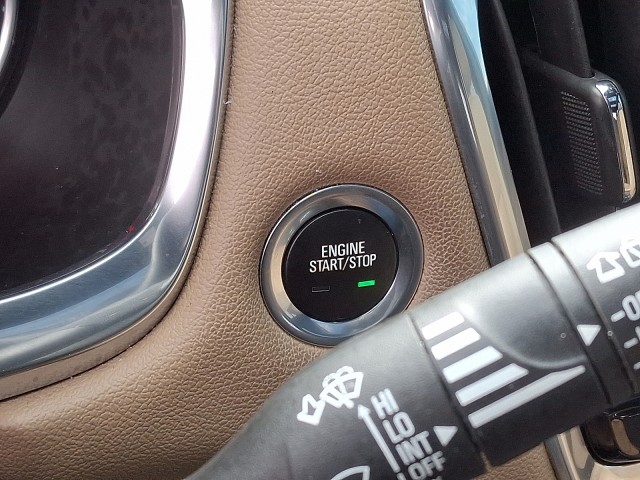 ENGINE
START/STOP
HI
LO
INT
OFF